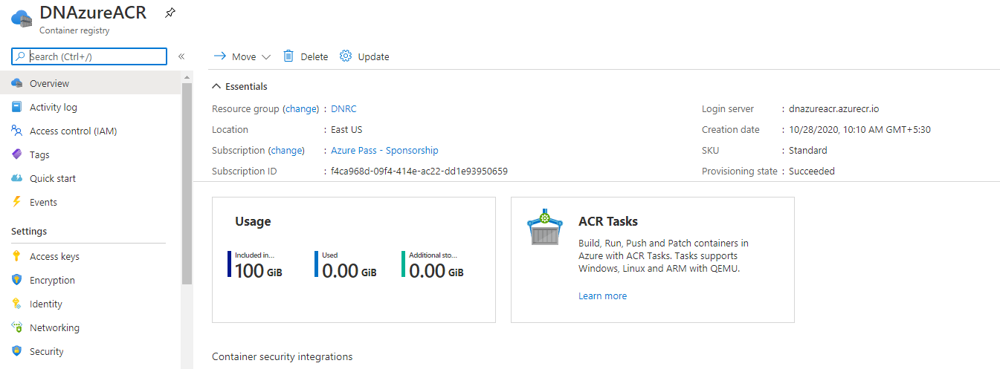 DNAzureACR
Container registry
Search (Ctrl+/)
«
Overview
Activity log
Access control (IAM)
Tags
Quick start
Events
Settings
Access keys
Encryption
Identity
Networking
Security
Move
Delete
Update
Essentials
Resource group (change) : DNRC
Location : East US
Subscription (change) : Azure Pass - Sponsorship
Subscription ID : f4ca968d-09f4-414e-ac22-dd1e93950659
Login server : dnazureacr.azurecr.io
Creation date : 10/28/2020, 10:10 AM GMT+5:30
SKU : Standard
Provisioning state : Succeeded
Usage
Included in...
100 GiB
Used
0.00 GiB
Additional sto...
0.00 GiB
ACR Tasks
Build, Run, Push and Patch containers in
Azure with ACR Tasks. Tasks supports
Windows, Linux and ARM with QEMU.
Learn more
Container security integrations